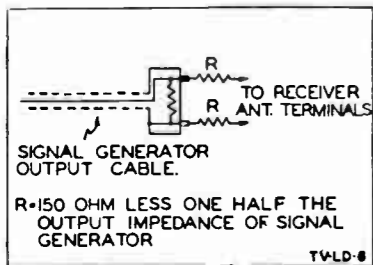 R
TO RECEIVER
ANT. TERMINALS
R
SIGNAL GENERATOR
OUTPUT CABLE.
R=150 OHM LESS ONE HALF THE
OUTPUT IMPEDANCE OF SIGNAL
GENERATOR
TV-LD-6